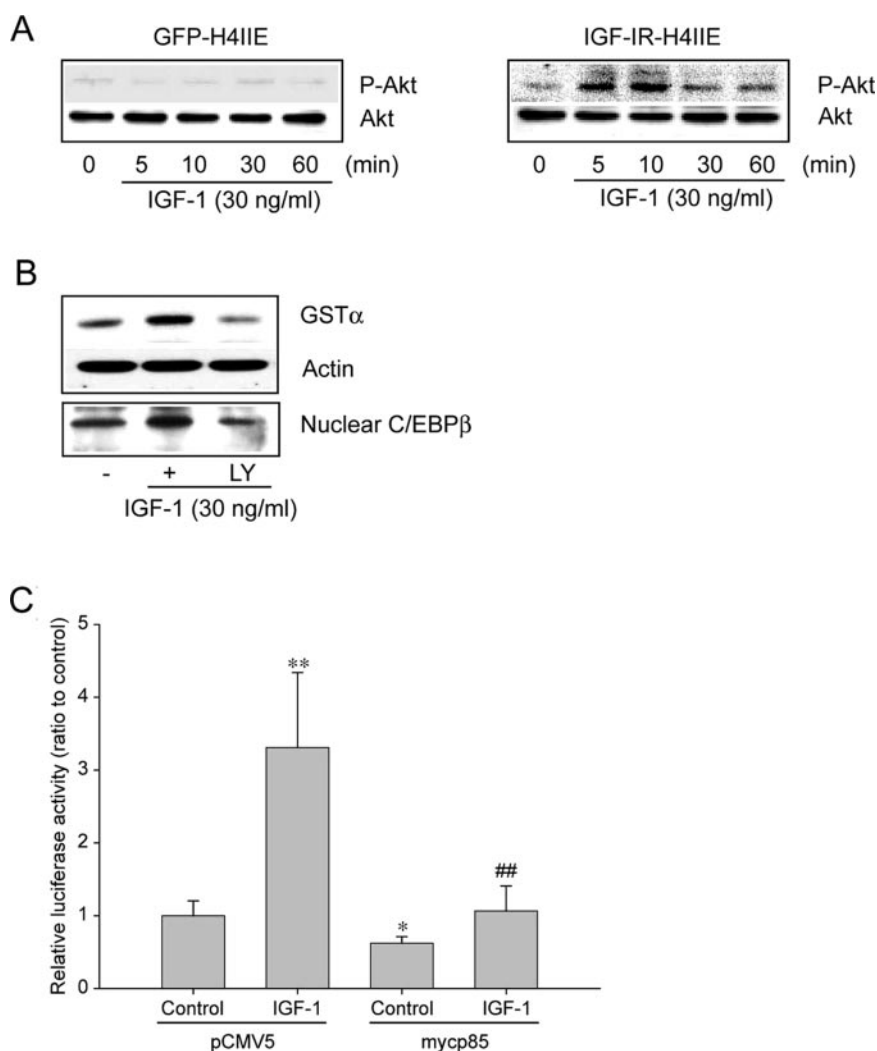 A
GFP-H4IIE
P-Akt
Akt
0 5 10 30 60 (min)
IGF-1 (30 ng/ml)
IGF-IR-H4IIE
P-Akt
Akt
0 5 10 30 60 (min)
IGF-1 (30 ng/ml)
B
GSTα
Actin
Nuclear C/EBPβ
- + LY
IGF-1 (30 ng/ml)
C
Relative luciferase activity (ratio to control)
5
4
3
2
1
0
**
*
##
Control IGF-1 Control IGF-1
pCMV5 mycp85